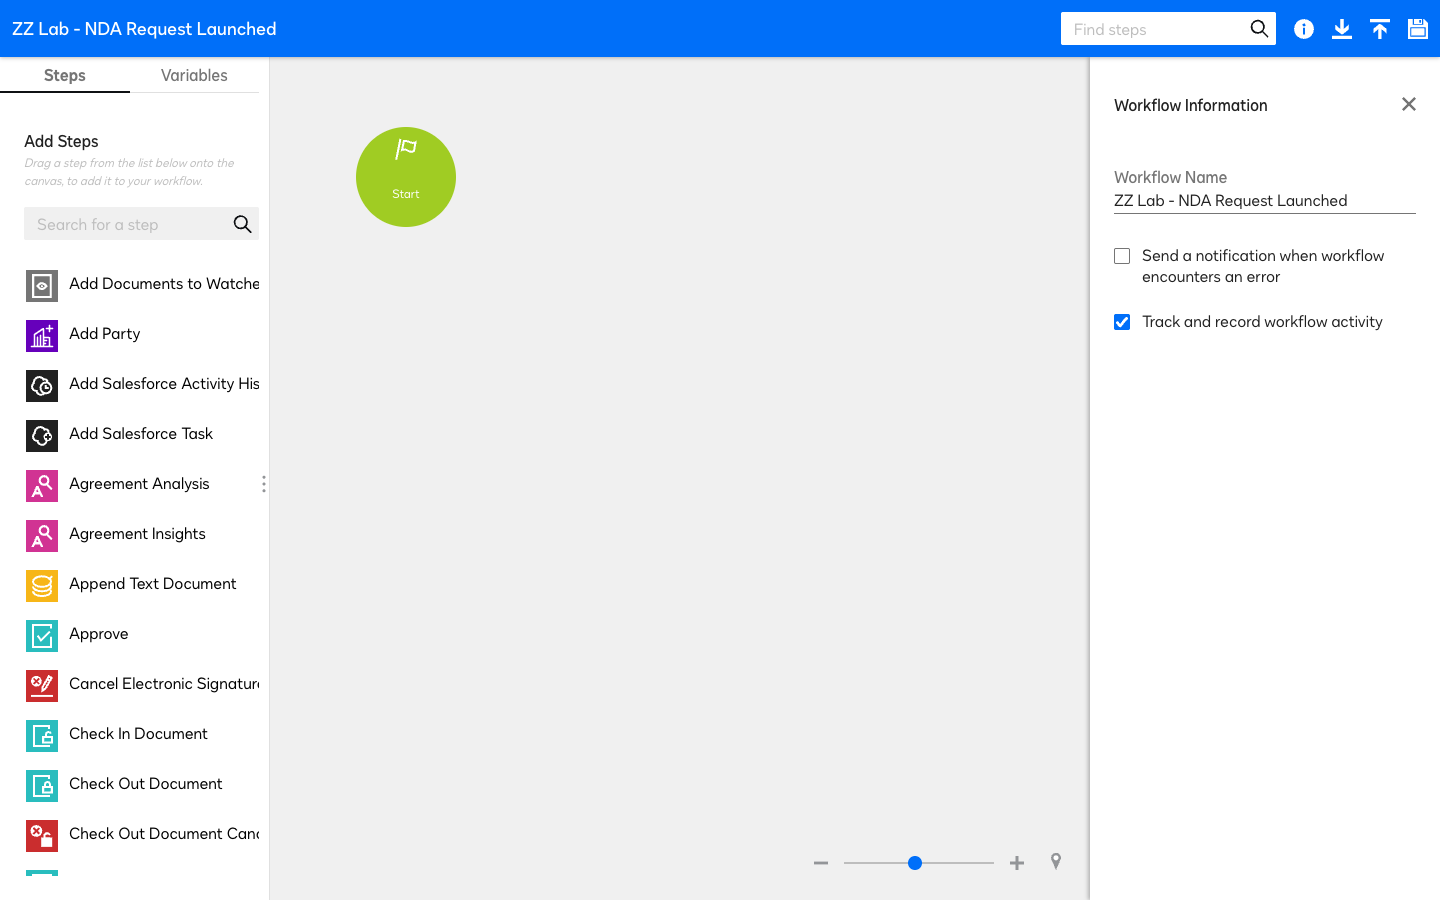 ZZ Lab - NDA Request Launched
Find steps
Steps
Variables
Add Steps
Drag a step from the list below onto the
canvas, to add it to your workflow.
Search for a step
Add Documents to Watche
Add Party
Add Salesforce Activity His
Add Salesforce Task
Agreement Analysis
Agreement Insights
Append Text Document
Approve
Cancel Electronic Signature
Check In Document
Check Out Document
Check Out Document Canc
Start
Workflow Information
Workflow Name
ZZ Lab - NDA Request Launched
Send a notification when workflow
encounters an error
Track and record workflow activity